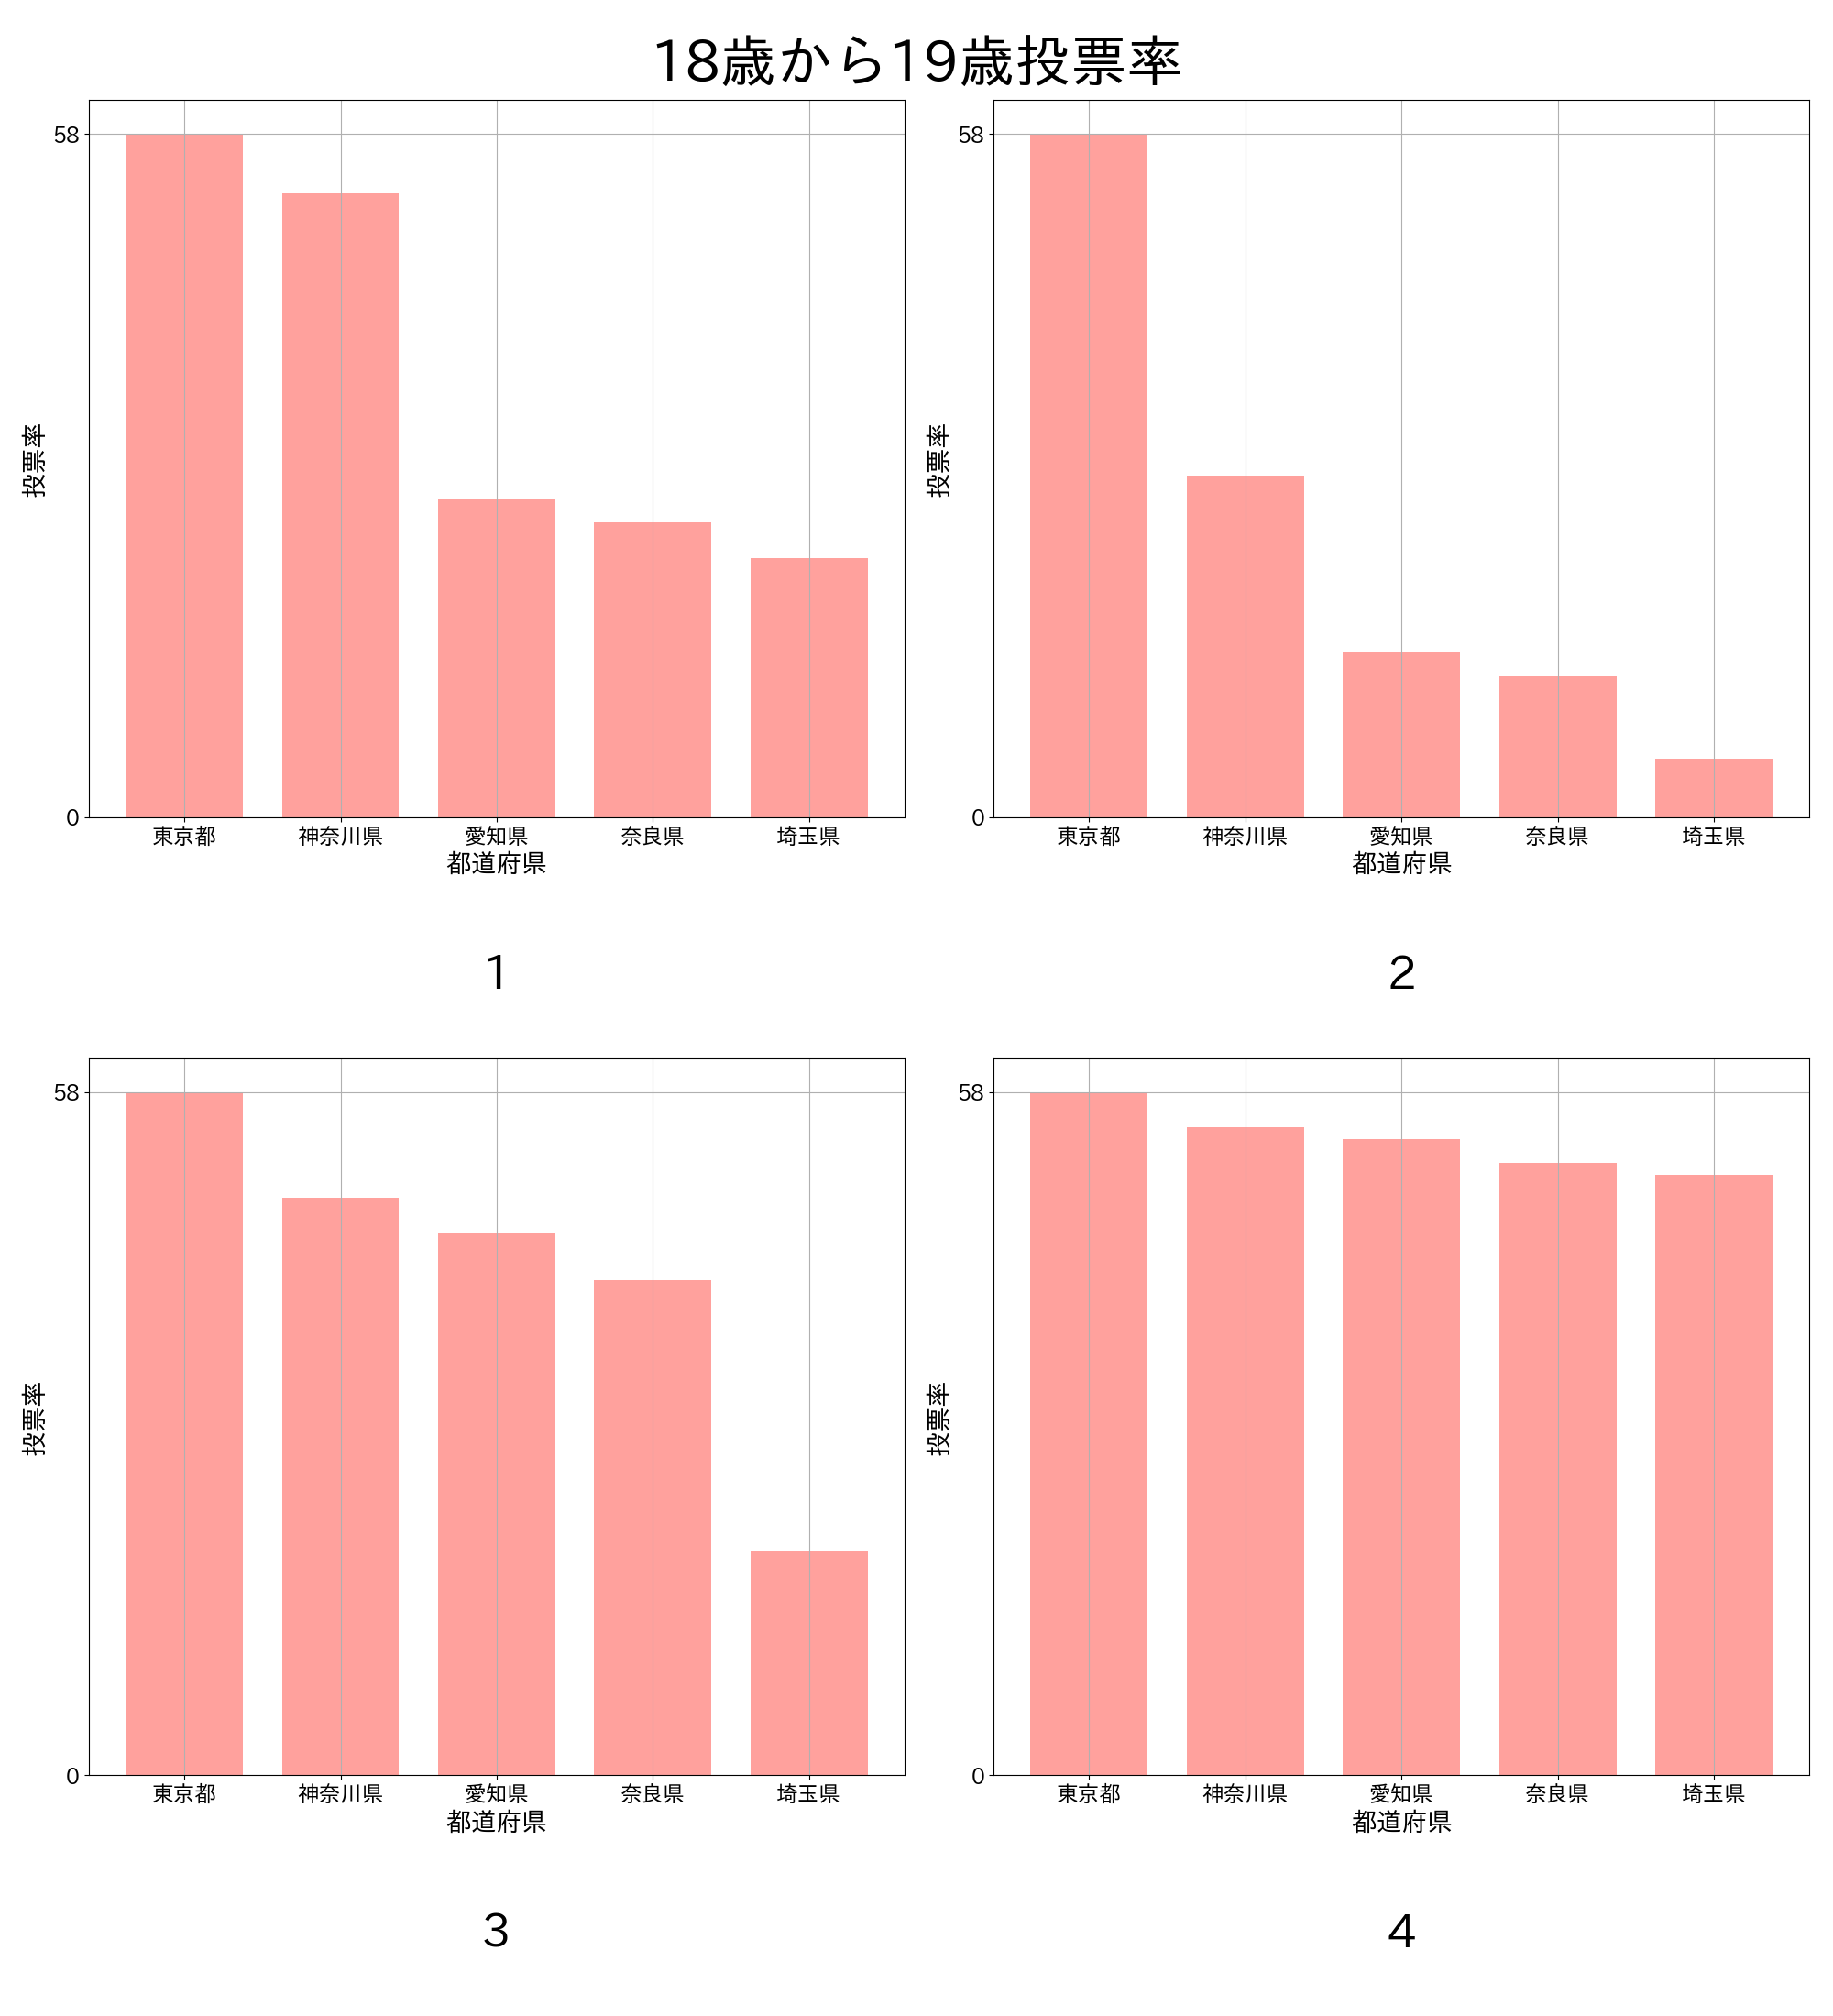 18歳から19歳投票率
58
0
投票率
東京都 神奈川県 愛知県 奈良県 埼玉県
都道府県
1
58
0
投票率
東京都 神奈川県 愛知県 奈良県 埼玉県
都道府県
2
58
0
投票率
東京都 神奈川県 愛知県 奈良県 埼玉県
都道府県
3
58
0
投票率
東京都 神奈川県 愛知県 奈良県 埼玉県
都道府県
4